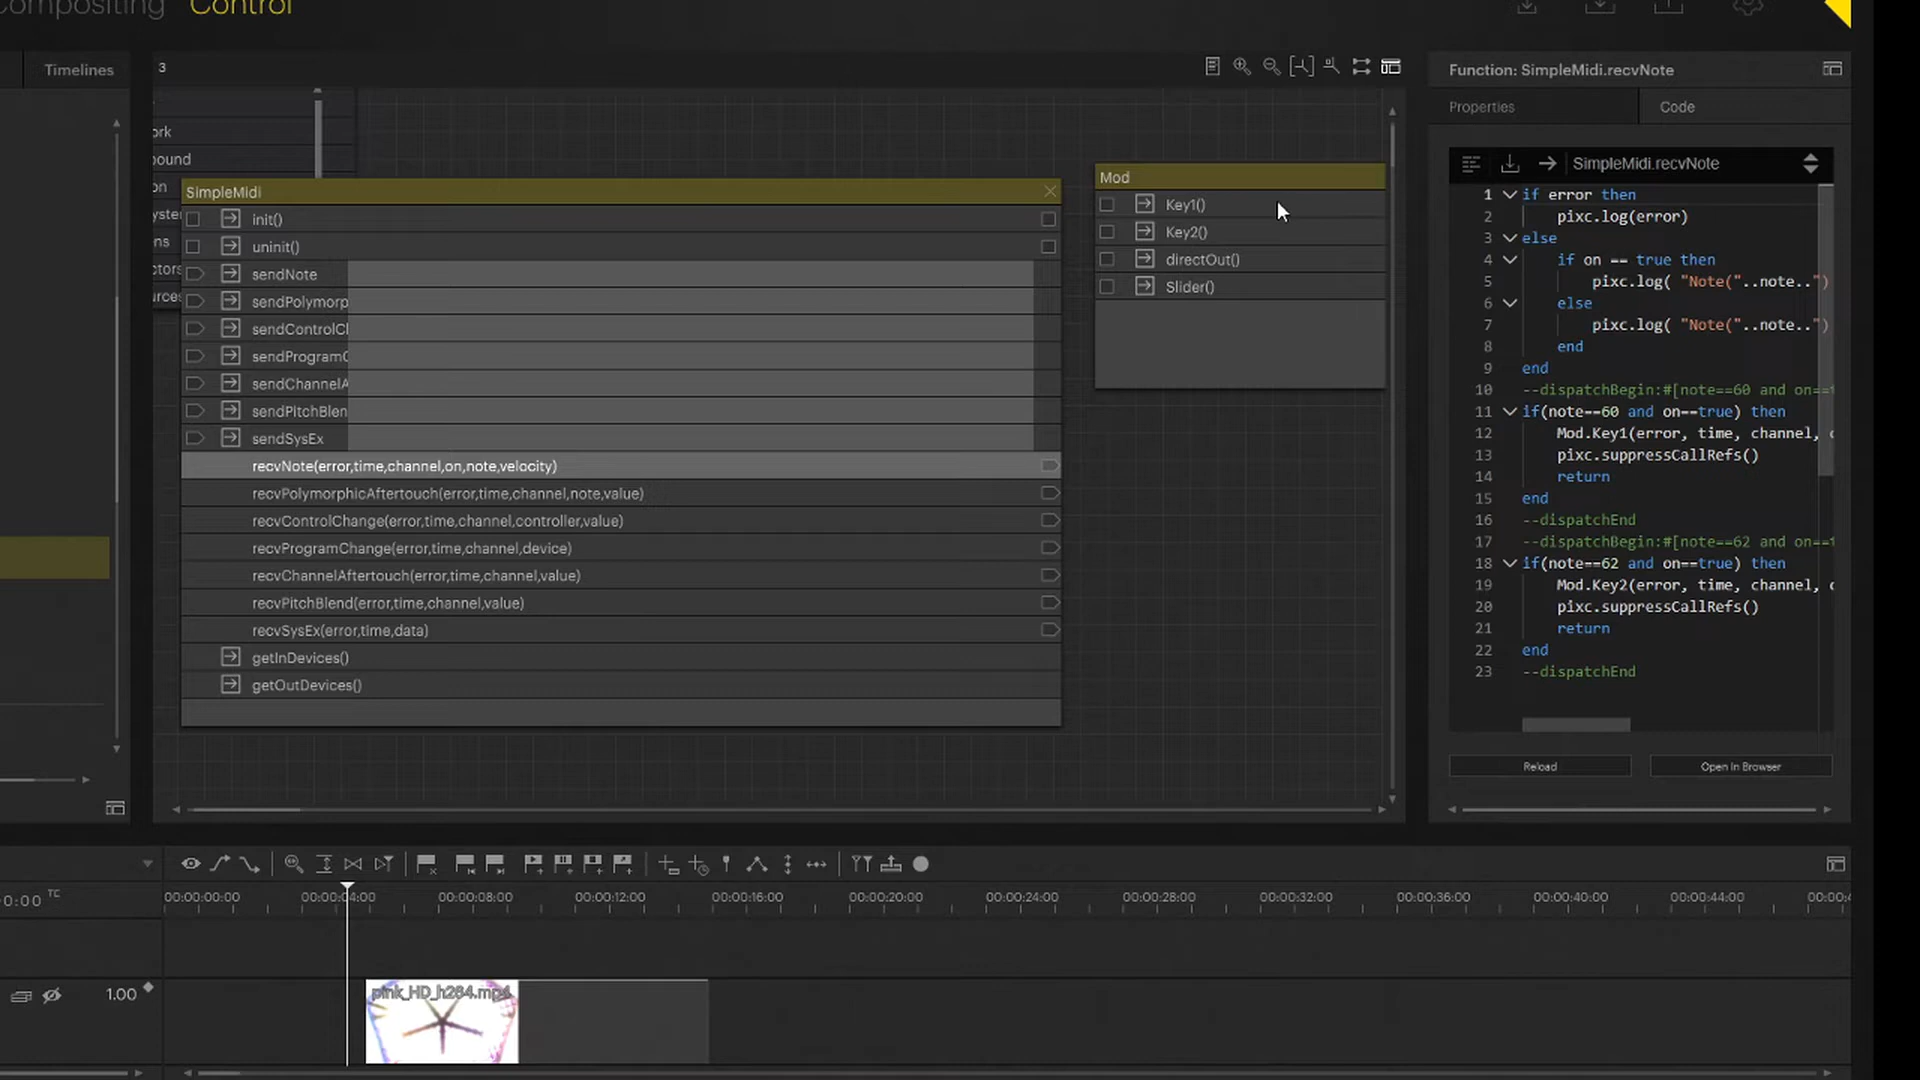 Compositing Control
Timelines
3
ork
ound
on
yster
ens
ctors
urces
SimpleMidi
init()
uninit()
sendNote
sendPolymorp
sendControlCl
sendProgramC
sendChannelA
sendPitchBlen
sendSysEx
recvNote(error,time,channel,on,note,velocity)
recvPolymorphicAftertouch(error,time,channel,note,value)
recvControlChange(error,time,channel,controller,value)
recvProgramChange(error,time,channel,device)
recvChannelAftertouch(error,time,channel,value)
recvPitchBlend(error,time,channel,value)
recvSysEx(error,time,data)
getInDevices()
getOutDevices()
Mod
Key1()
Key2()
directOut()
Slider()
Function: SimpleMidi.recvNote
Properties Code
SimpleMidi.recvNote
1 if error then
2 pixc.log(error)
3 else
4 if on == true then
5 pixc.log( "Note("..note..")
6 else
7 pixc.log( "Note("..note..")
8 end
9 end
10 --dispatchBegin:#[note==60 and on==t
11 if(note==60 and on==true) then
12 Mod.Key1(error, time, channel, c
13 pixc.suppressCallRefs()
14 return
15 end
16 --dispatchEnd
17 --dispatchBegin:#[note==62 and on==t
18 if(note==62 and on==true) then
19 Mod.Key2(error, time, channel, c
20 pixc.suppressCallRefs()
21 return
22 end
23 --dispatchEnd
Reload Open In Browser
0:00 TC 00:00:00:00 00:00:04:00 00:00:08:00 00:00:12:00 00:00:16:00 00:00:20:00 00:00:24:00 00:00:28:00 00:00:32:00 00:00:36:00 00:00:40:00 00:00:44:00 00:00:4
1.00
pink_HD_h264.mp4